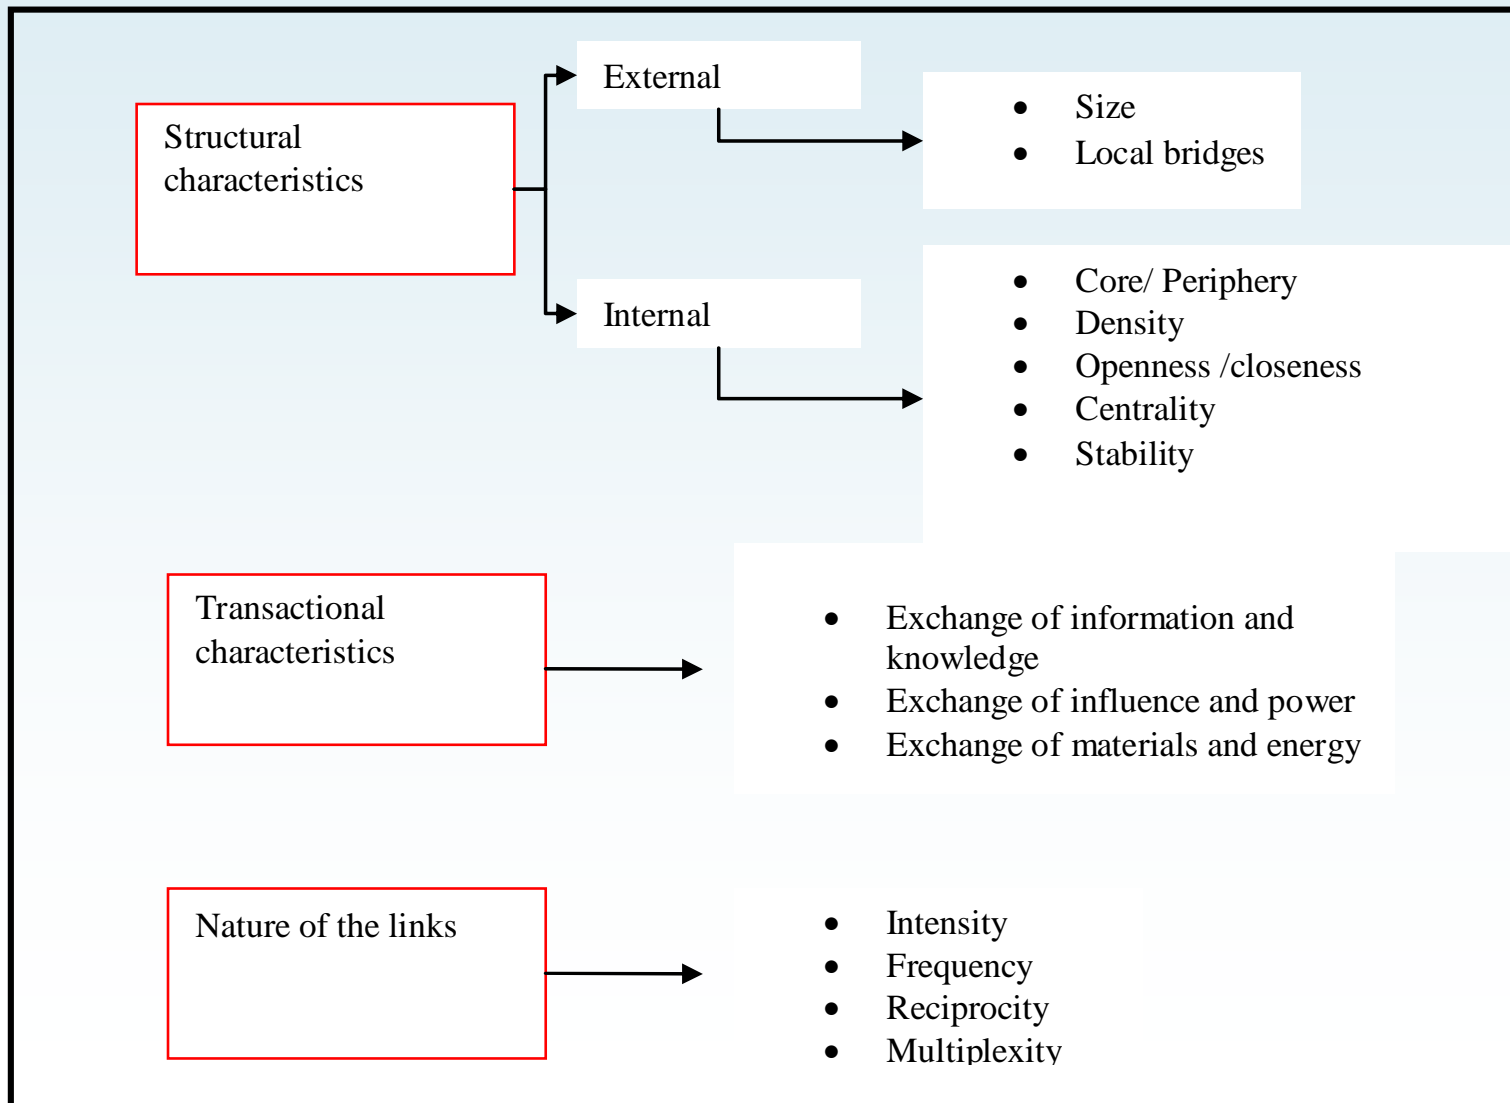 Structural
characteristics
External
• Size
• Local bridges
Internal
• Core/ Periphery
• Density
• Openness /closeness
• Centrality
• Stability
Transactional
characteristics
• Exchange of information and
knowledge
• Exchange of influence and power
• Exchange of materials and energy
Nature of the links
• Intensity
• Frequency
• Reciprocity
• Multiplexity